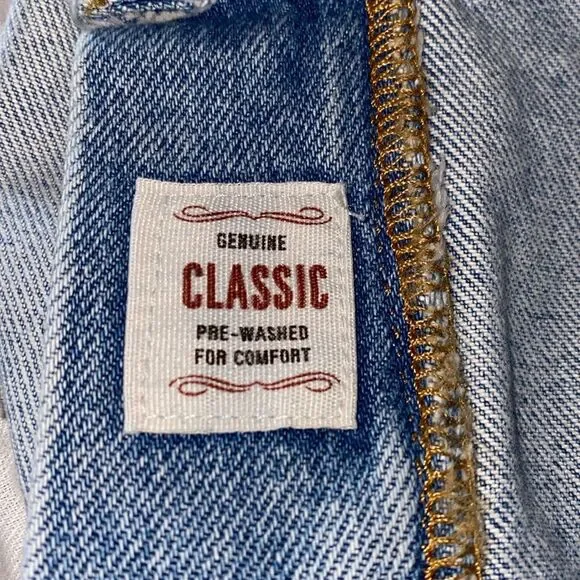 GENUINE
CLASSIC
PRE-WASHED
FOR COMFORT